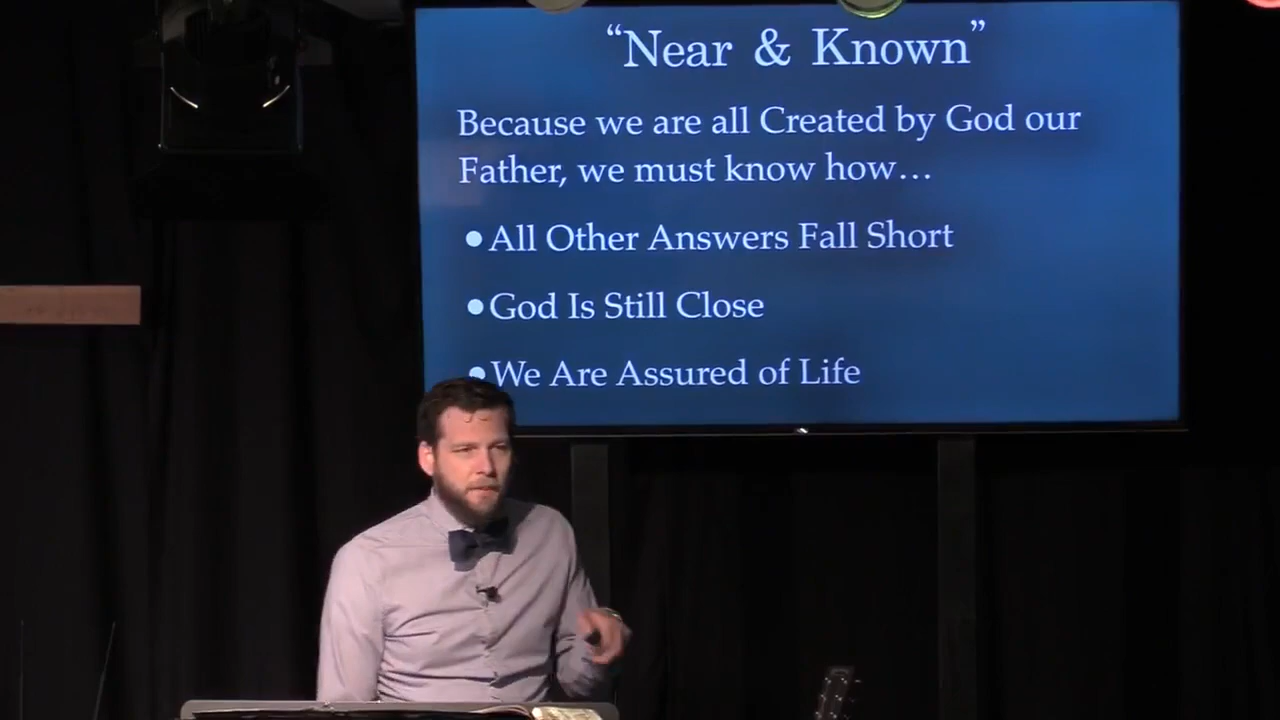 “Near & Known”
Because we are all Created by God our
Father, we must know how…
•All Other Answers Fall Short
•God Is Still Close
•We Are Assured of Life